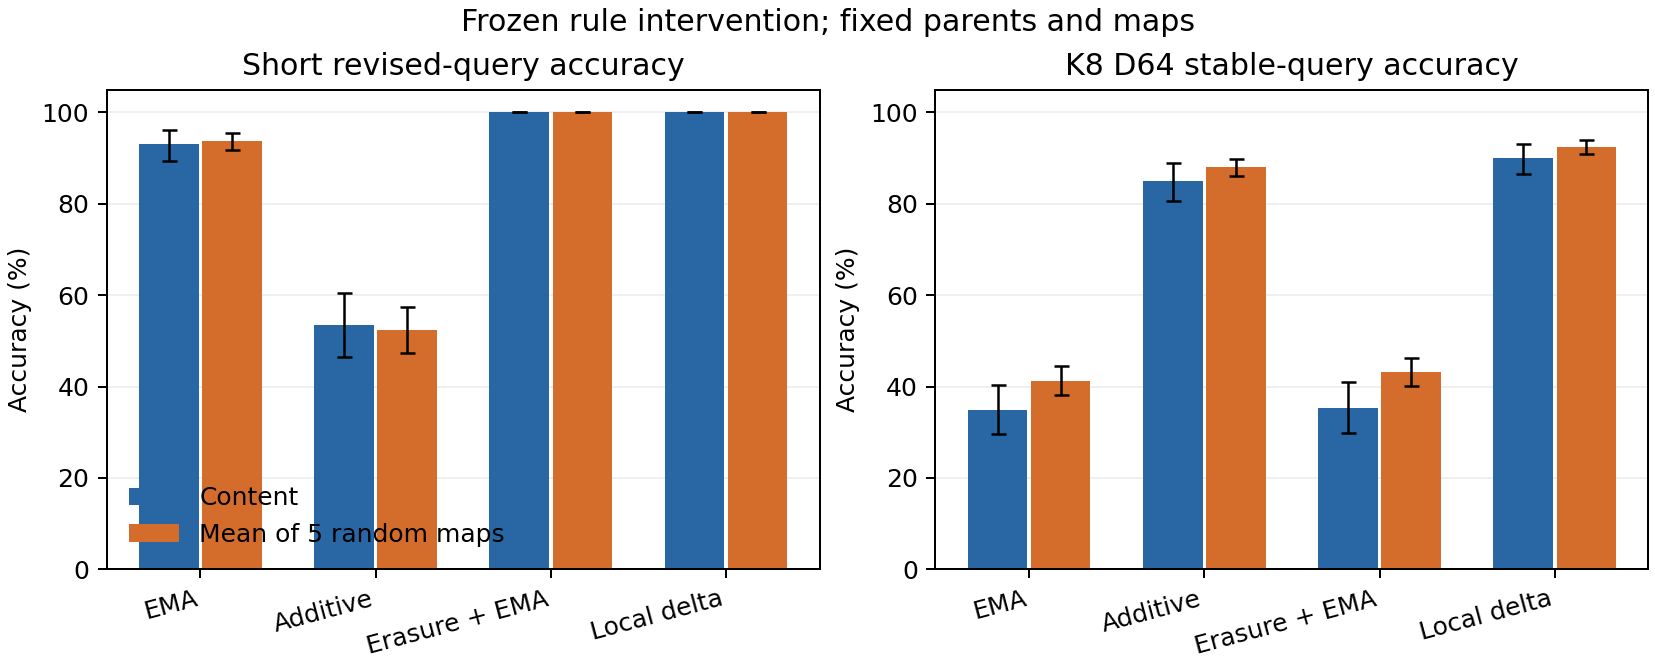 Frozen rule intervention; fixed parents and maps
Short revised-query accuracy
Accuracy (%)
100
80
60
40
20
0
Content
Mean of 5 random maps
EMA
Additive
Erasure + EMA
Local delta
K8 D64 stable-query accuracy
Accuracy (%)
100
80
60
40
20
0
EMA
Additive
Erasure + EMA
Local delta